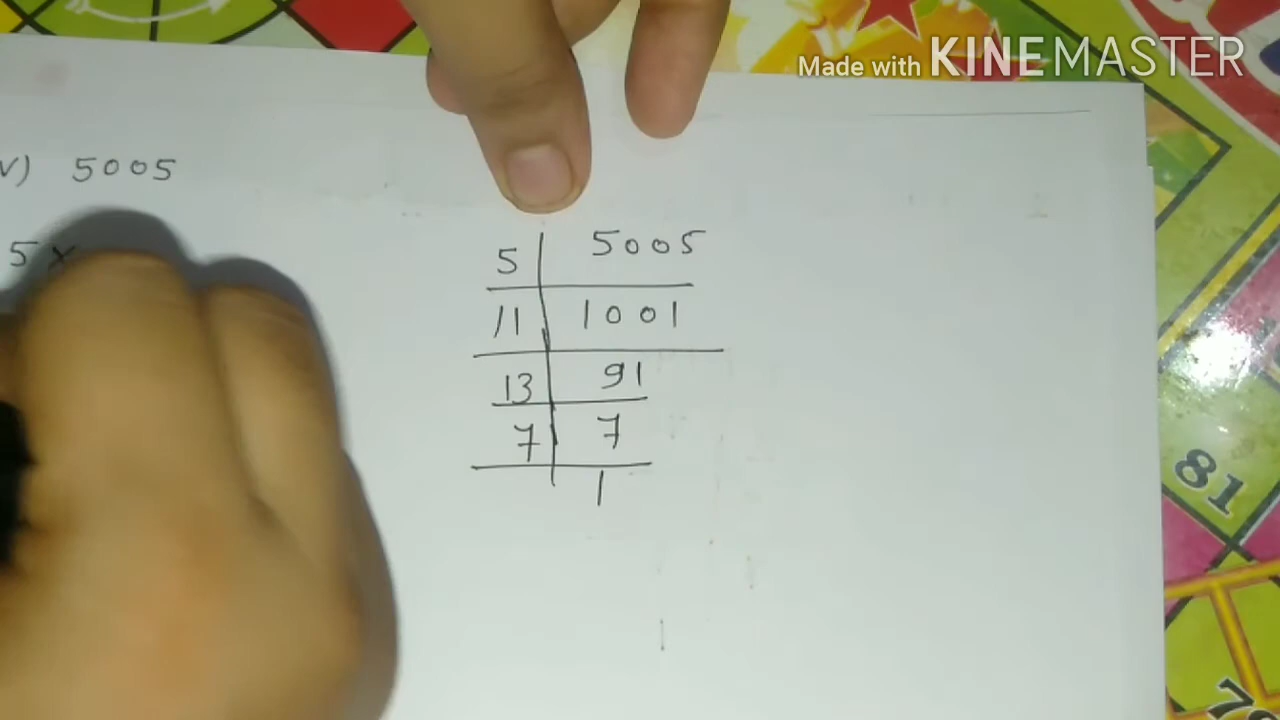 Made with KINEMASTER
V) 5005
5 x
5 | 5005
11 | 1001
13 | 91
7 | 7
1
81